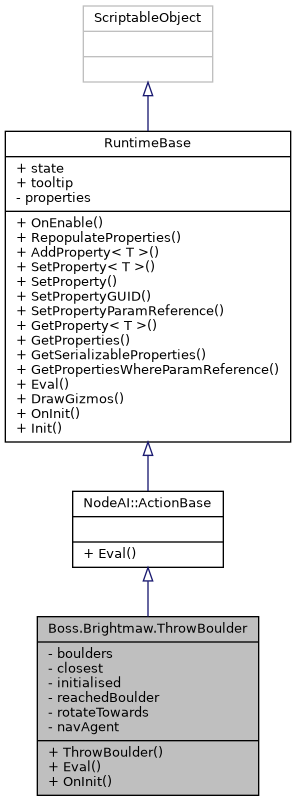 ScriptableObject
RuntimeBase
+ state
+ tooltip
- properties
+ OnEnable()
+ RepopulateProperties()
+ AddProperty< T >()
+ SetProperty< T >()
+ SetProperty()
+ SetPropertyGUID()
+ SetPropertyParamReference()
+ GetProperty< T >()
+ GetProperties()
+ GetSerializableProperties()
+ GetPropertiesWhereParamReference()
+ Eval()
+ DrawGizmos()
+ OnInit()
+ Init()
NodeAI::ActionBase
+ Eval()
Boss.Brightmaw.ThrowBoulder
- boulders
- closest
- initialised
- reachedBoulder
- rotateTowards
- navAgent
+ ThrowBoulder()
+ Eval()
+ OnInit()